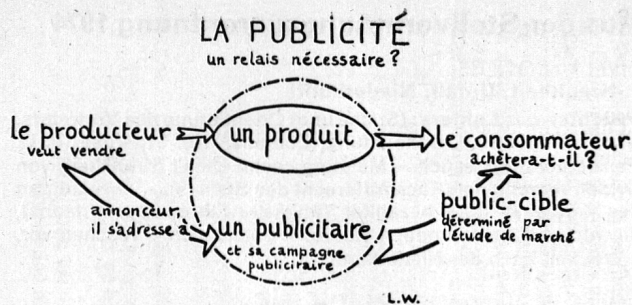 LA PUBLICITÉ
un relais nécessaire?
le producteur
veut vendre
un produit
le consommateur
achètera-t-il?
annonceur,
il s'adresse à
un publicitaire
et sa campagne
publicitaire
public-cible
déterminé par
l'étude de marché
L.W.